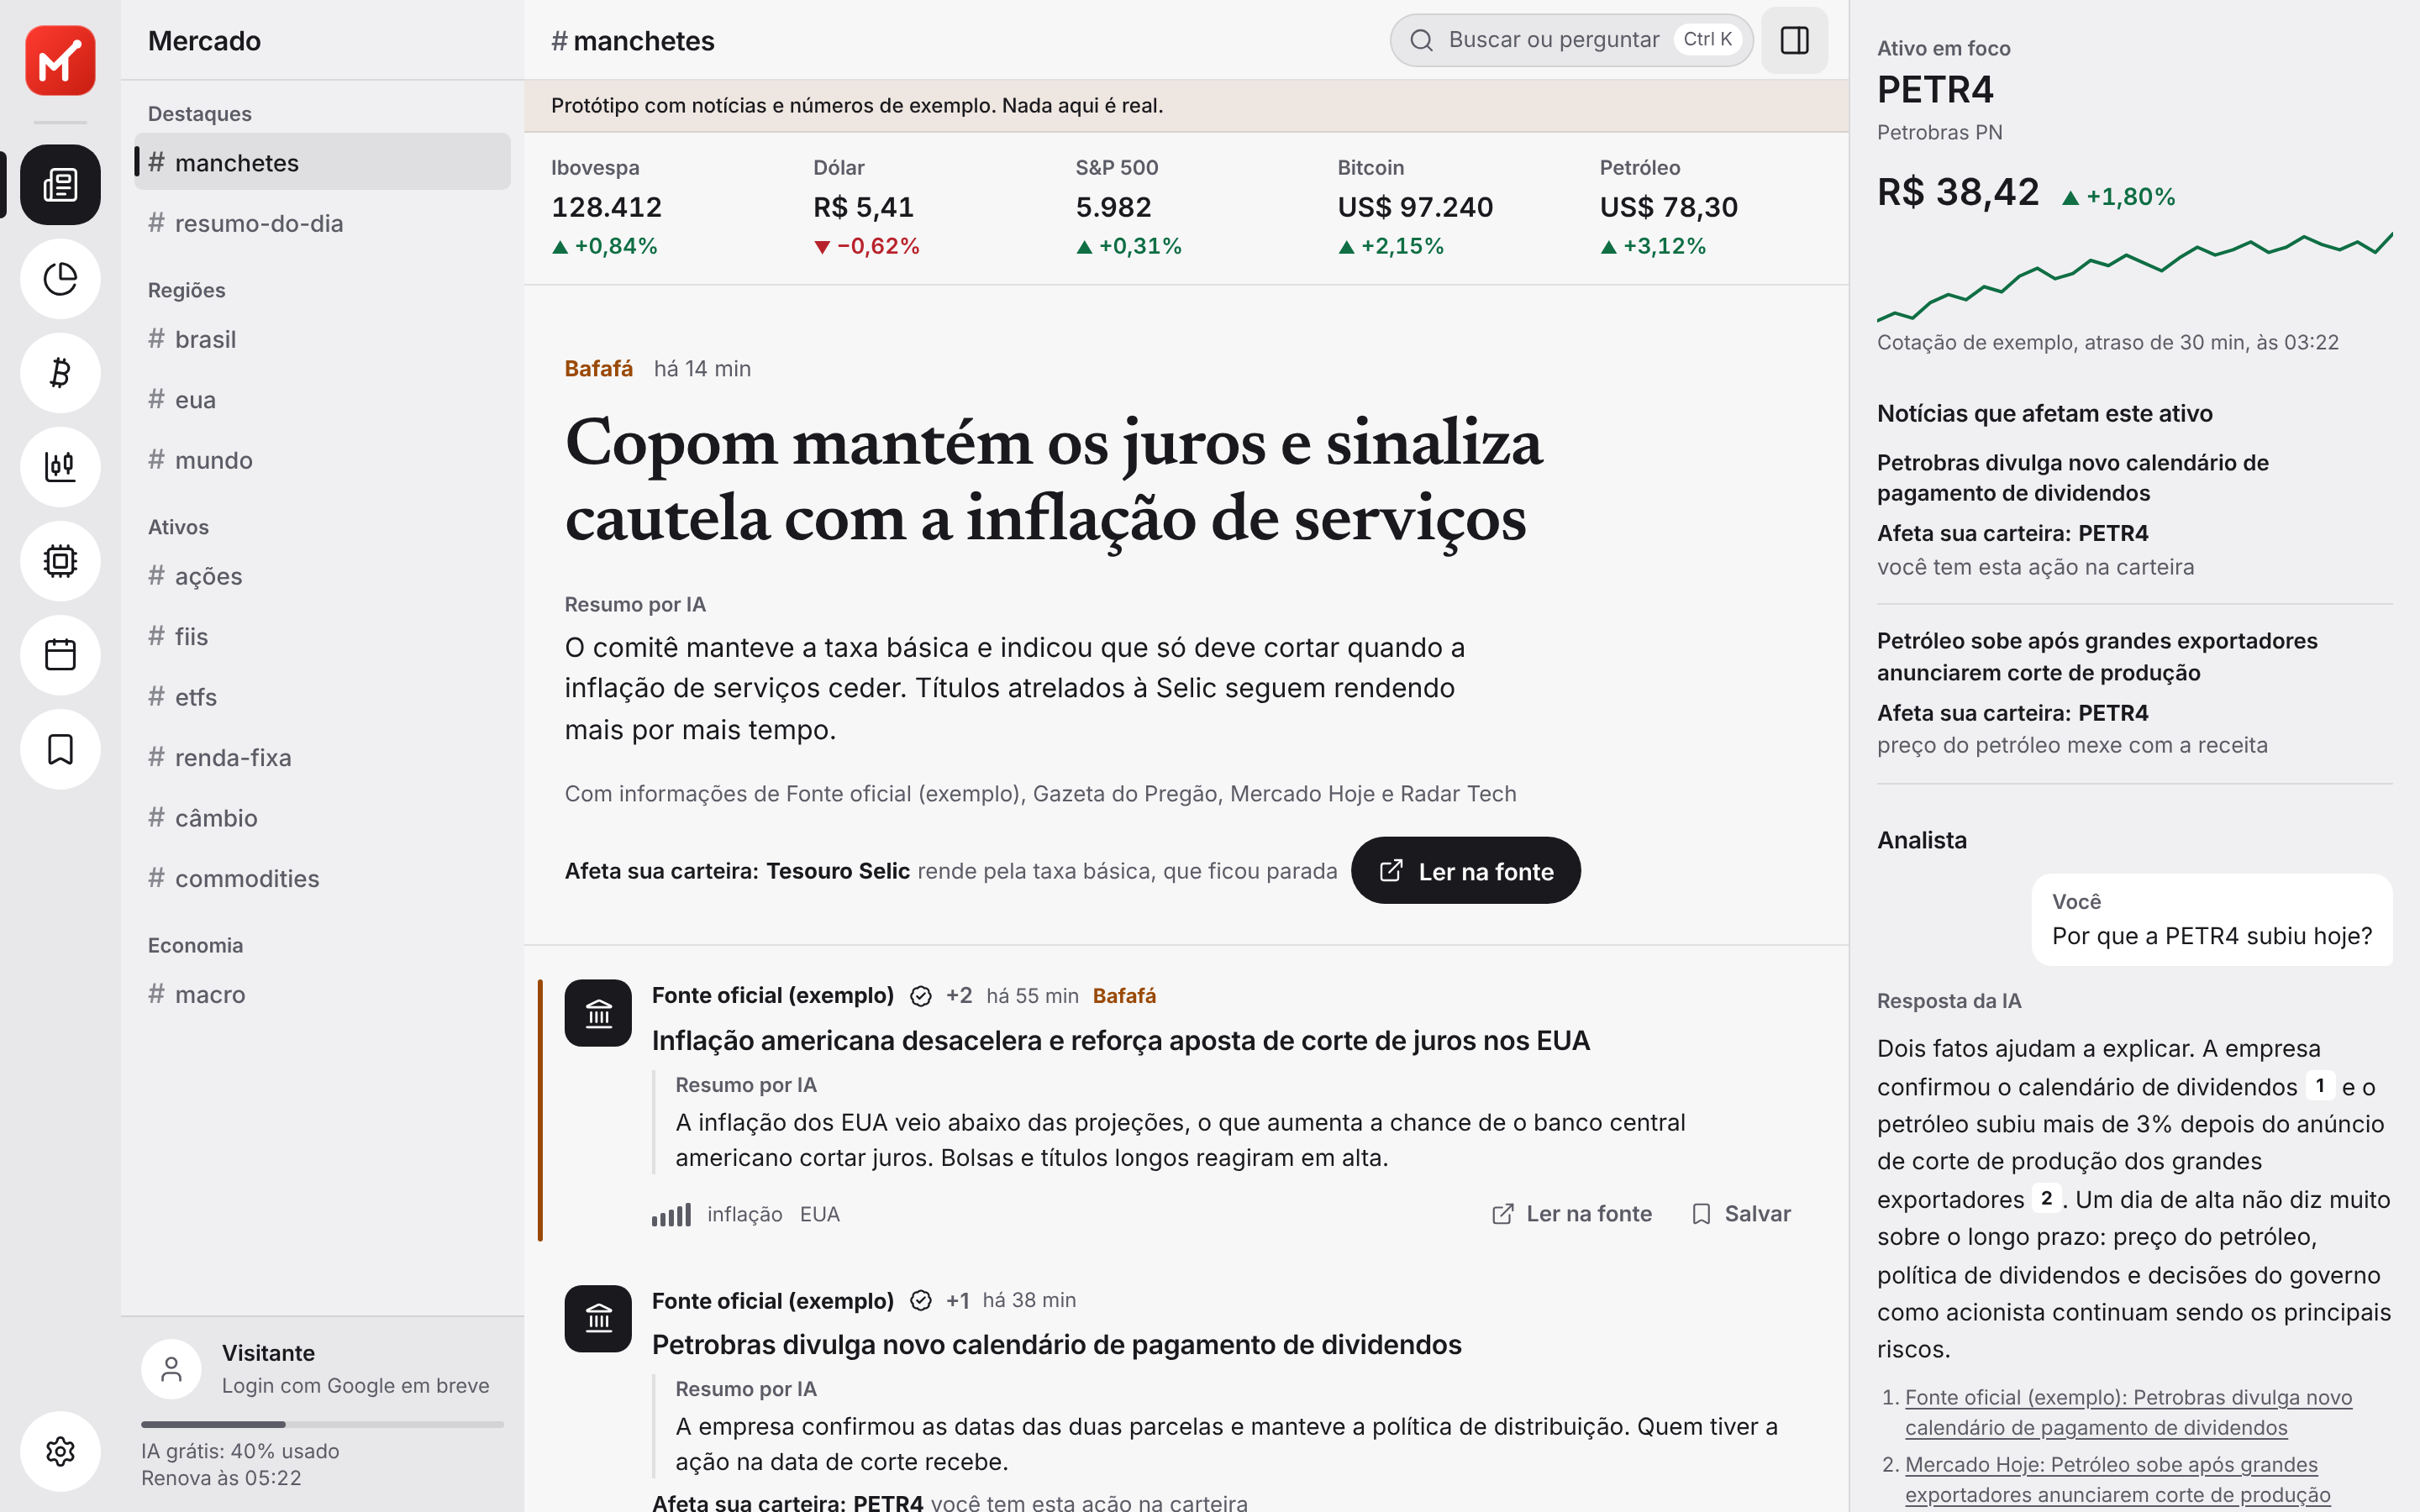 Mercado
Destaques
# manchetes
# resumo-do-dia
Regiões
# brasil
# eua
# mundo
Ativos
# ações
# fiis
# etfs
# renda-fixa
# câmbio
# commodities
Economia
# macro
Visitante
Login com Google em breve
IA grátis: 40% usado
Renova às 05:22
# manchetes
Buscar ou perguntar Ctrl K
Protótipo com notícias e números de exemplo. Nada aqui é real.
Ibovespa
128.412
▲ +0,84%
Dólar
R$ 5,41
▼ −0,62%
S&P 500
5.982
▲ +0,31%
Bitcoin
US$ 97.240
▲ +2,15%
Petróleo
US$ 78,30
▲ +3,12%
Bafafá há 14 min
Copom mantém os juros e sinaliza
cautela com a inflação de serviços
Resumo por IA
O comitê manteve a taxa básica e indicou que só deve cortar quando a
inflação de serviços ceder. Títulos atrelados à Selic seguem rendendo
mais por mais tempo.
Com informações de Fonte oficial (exemplo), Gazeta do Pregão, Mercado Hoje e Radar Tech
Afeta sua carteira: Tesouro Selic rende pela taxa básica, que ficou parada
Ler na fonte
Fonte oficial (exemplo) +2 há 55 min Bafafá
Inflação americana desacelera e reforça aposta de corte de juros nos EUA
Resumo por IA
A inflação dos EUA veio abaixo das projeções, o que aumenta a chance de o banco central
americano cortar juros. Bolsas e títulos longos reagiram em alta.
inflação EUA
Ler na fonte Salvar
Fonte oficial (exemplo) +1 há 38 min
Petrobras divulga novo calendário de pagamento de dividendos
Resumo por IA
A empresa confirmou as datas das duas parcelas e manteve a política de distribuição. Quem tiver a
ação na data de corte recebe.
Afeta sua carteira: PETR4 você tem esta ação na carteira
Ativo em foco
PETR4
Petrobras PN
R$ 38,42 ▲ +1,80%
Cotação de exemplo, atraso de 30 min, às 03:22
Notícias que afetam este ativo
Petrobras divulga novo calendário de
pagamento de dividendos
Afeta sua carteira: PETR4
você tem esta ação na carteira
Petróleo sobe após grandes exportadores
anunciarem corte de produção
Afeta sua carteira: PETR4
preço do petróleo mexe com a receita
Analista
Você
Por que a PETR4 subiu hoje?
Resposta da IA
Dois fatos ajudam a explicar. A empresa
confirmou o calendário de dividendos 1 e o
petróleo subiu mais de 3% depois do anúncio
de corte de produção dos grandes
exportadores 2. Um dia de alta não diz muito
sobre o longo prazo: preço do petróleo,
política de dividendos e decisões do governo
como acionista continuam sendo os principais
riscos.
1. Fonte oficial (exemplo): Petrobras divulga novo
calendário de pagamento de dividendos
2. Mercado Hoje: Petróleo sobe após grandes
exportadores anunciarem corte de produção